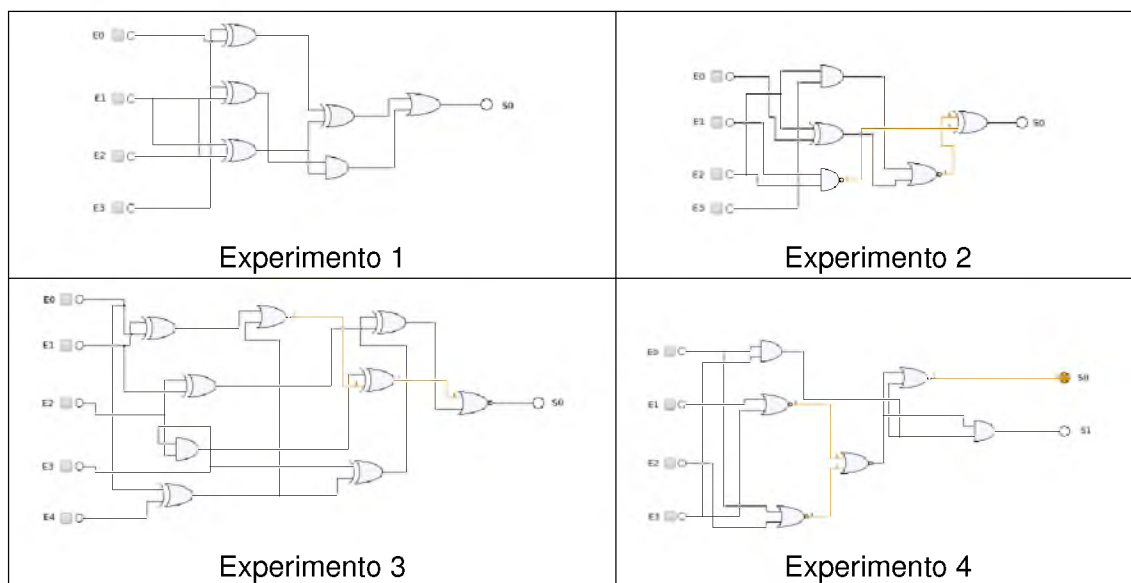 E0
E1
E2
E3
S0
Experimento 1
E0
E1
E2
E3
S0
Experimento 2
E0
E1
E2
E3
E4
S0
Experimento 3
E0
E1
E2
E3
S0
S1
Experimento 4